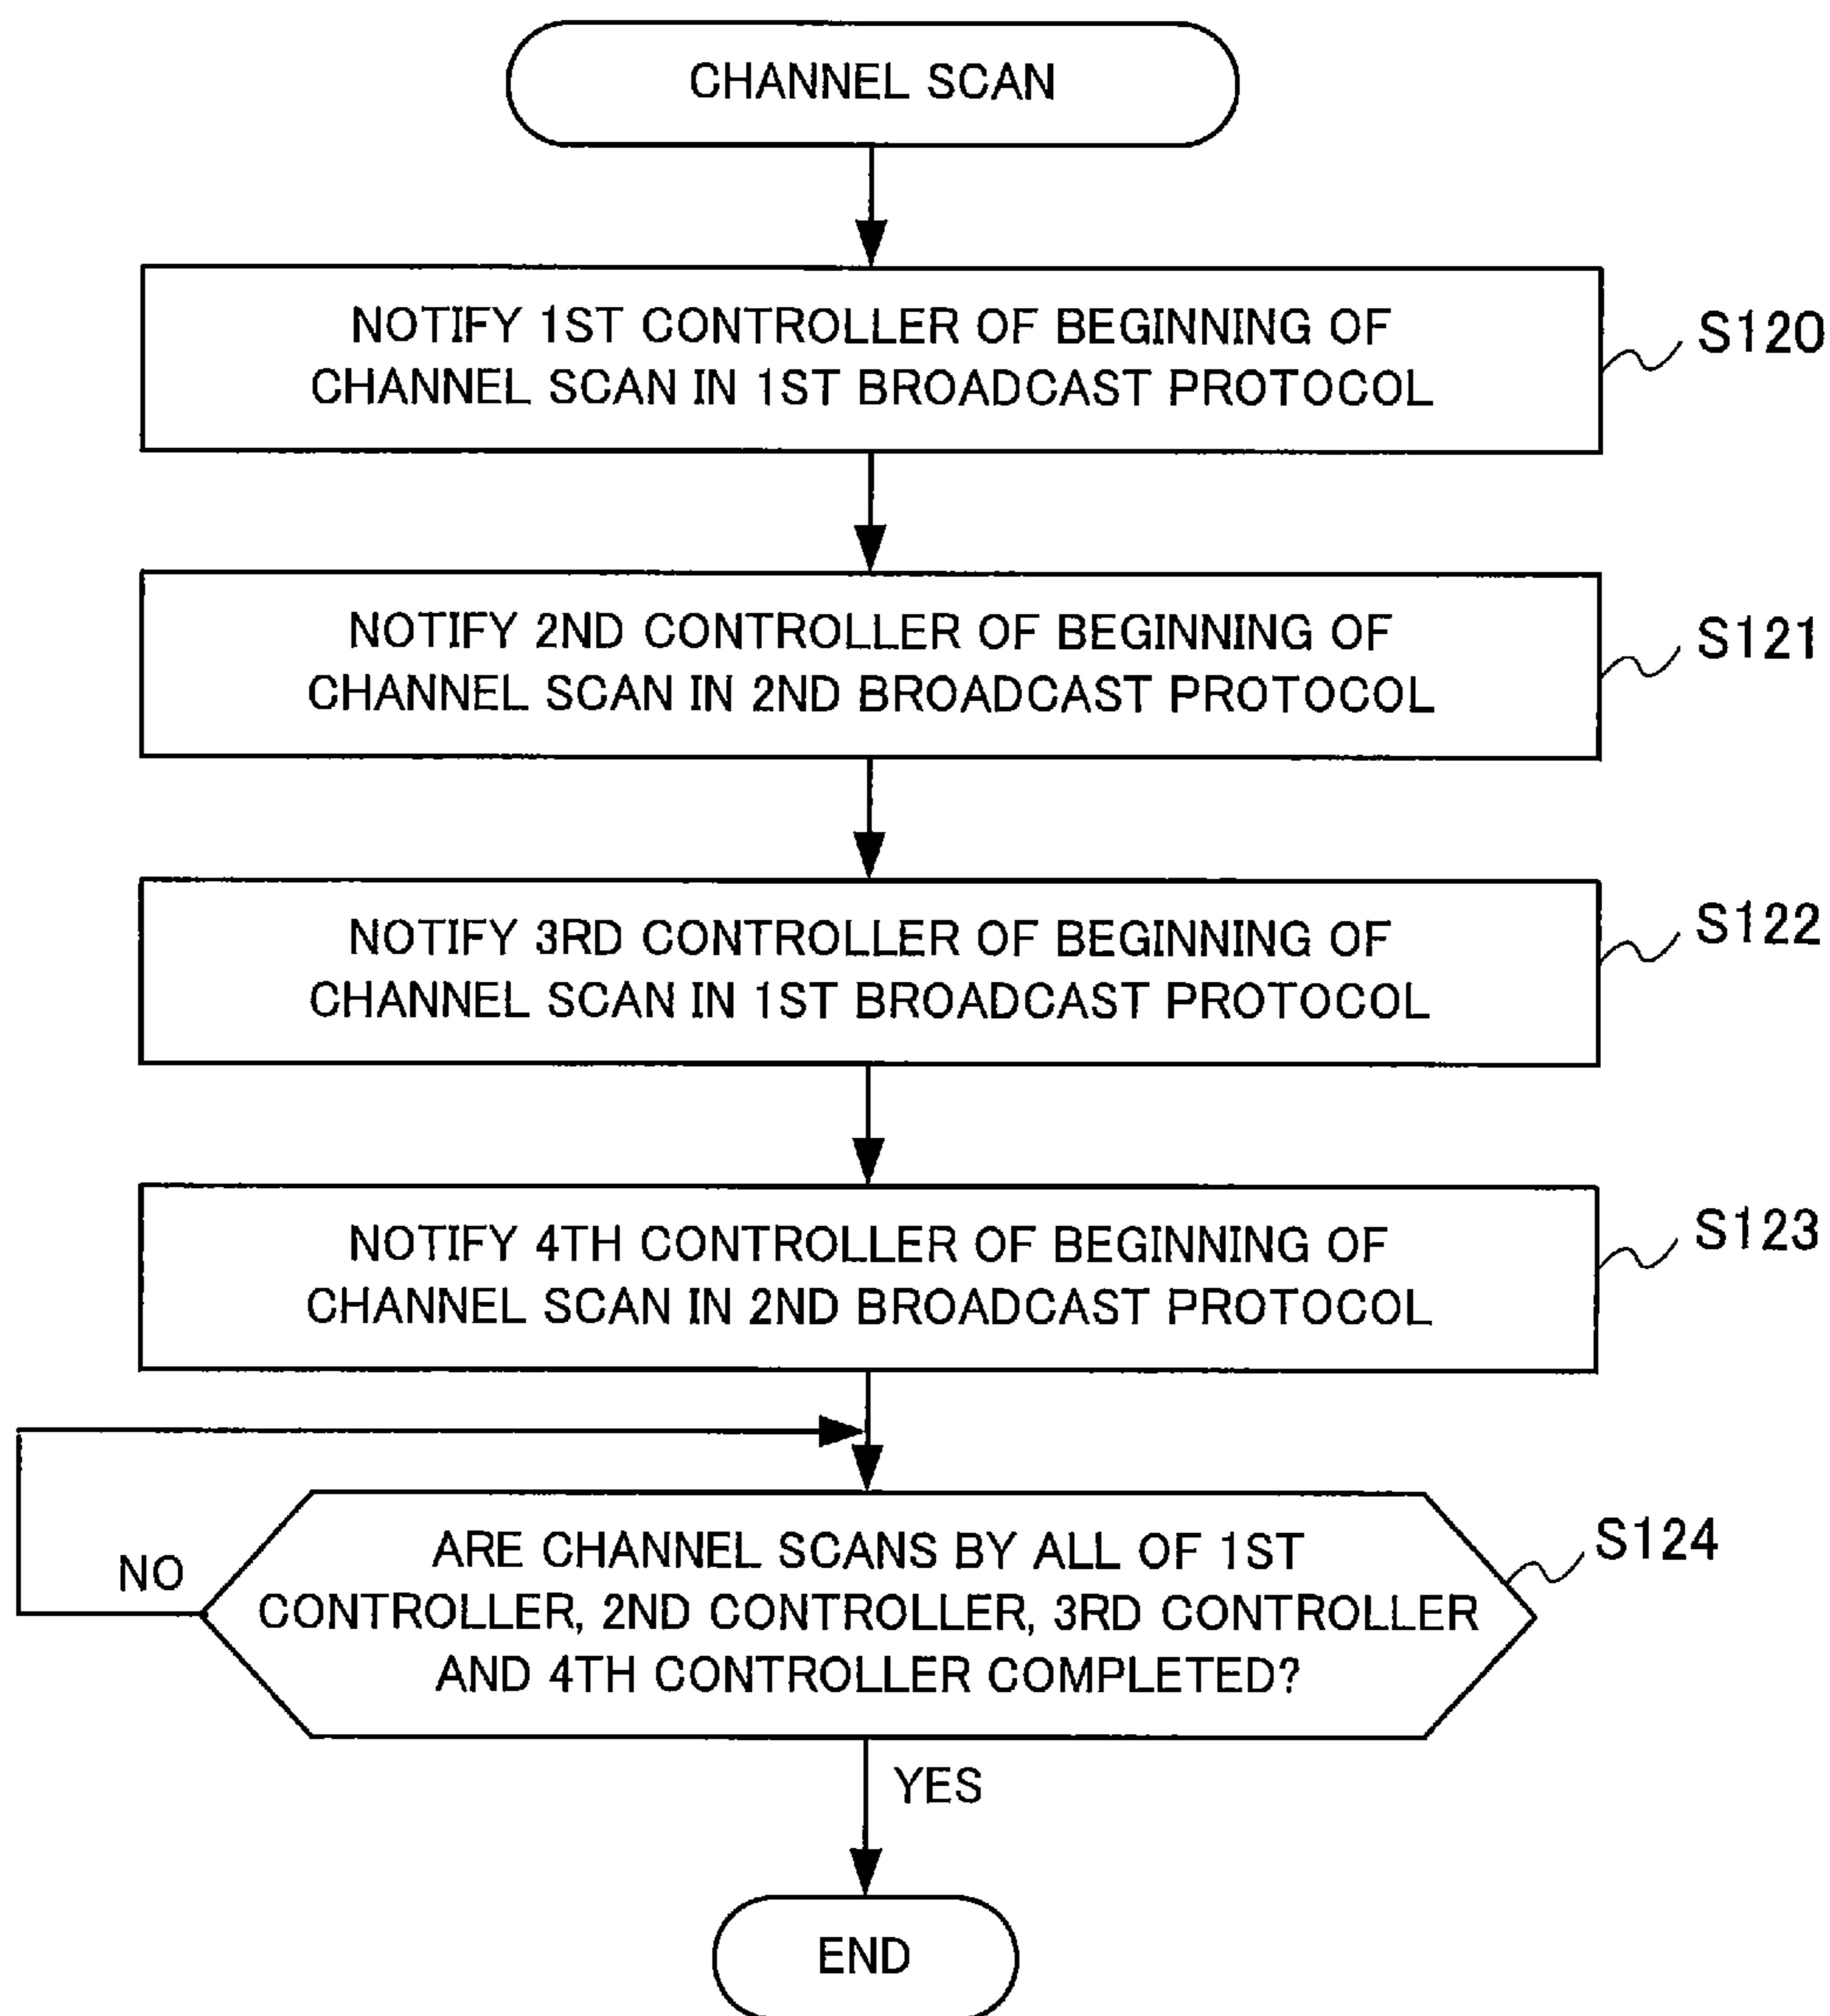 CHANNEL SCAN
NOTIFY 1ST CONTROLLER OF BEGINNING OF
CHANNEL SCAN IN 1ST BROADCAST PROTOCOL
S120
NOTIFY 2ND CONTROLLER OF BEGINNING OF
CHANNEL SCAN IN 2ND BROADCAST PROTOCOL
S121
NOTIFY 3RD CONTROLLER OF BEGINNING OF
CHANNEL SCAN IN 1ST BROADCAST PROTOCOL
S122
NOTIFY 4TH CONTROLLER OF BEGINNING OF
CHANNEL SCAN IN 2ND BROADCAST PROTOCOL
S123
ARE CHANNEL SCANS BY ALL OF 1ST
CONTROLLER, 2ND CONTROLLER, 3RD CONTROLLER
AND 4TH CONTROLLER COMPLETED?
S124
NO
YES
END